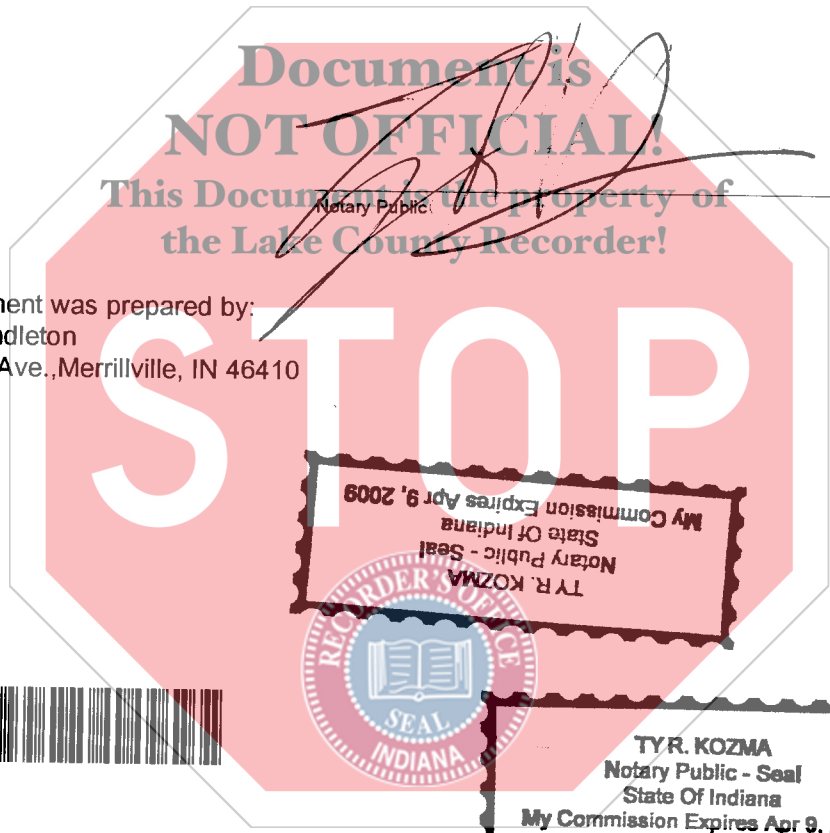 Document is
NOT OFFICIAL!
This Document is the property of
the Lake County Recorder!
Notary Public
ment was prepared by:
dleton
Ave.,Merrillville, IN 46410
STOP
TY R. KOZMA
Notary Public - Seal
State Of Indiana
My Commission Expires Apr 9, 2009
RECORDER'S OFFICE
SEAL
INDIANA
TY R. KOZMA
Notary Public - Seal
State Of Indiana
My Commission Expires Apr 9,